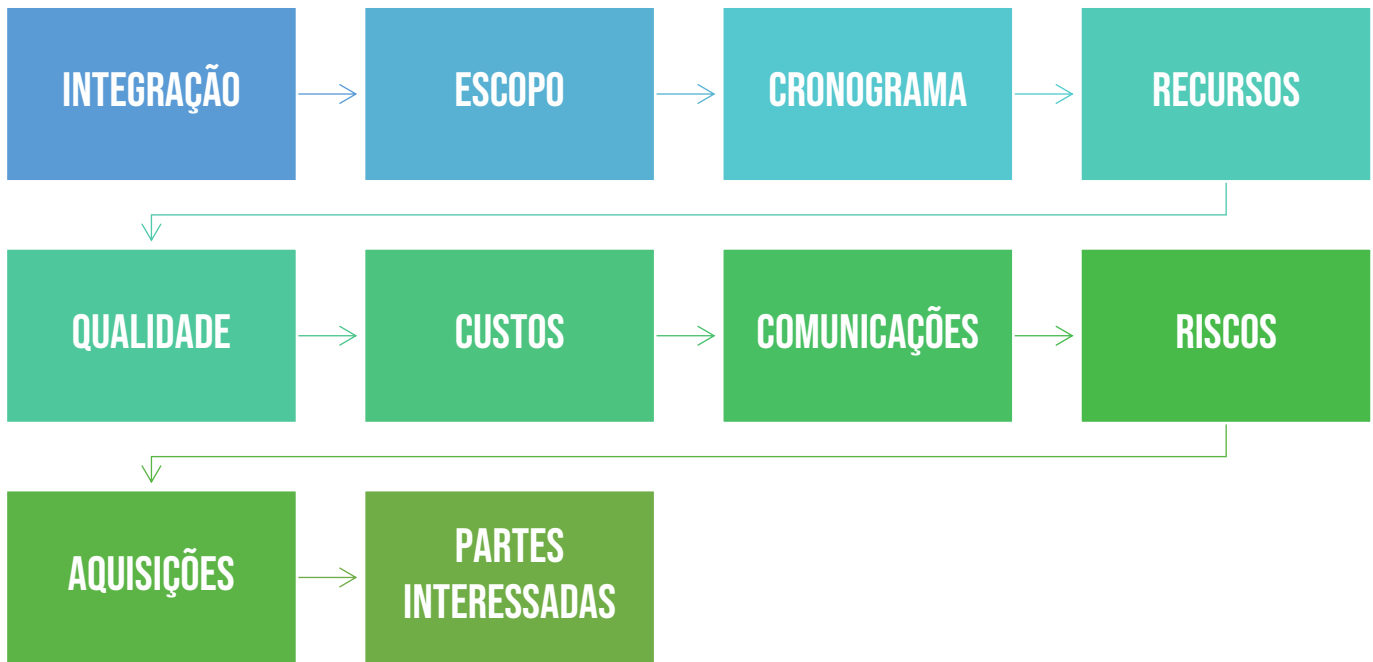 INTEGRAÇÃO
ESCOPO
CRONOGRAMA
RECURSOS
QUALIDADE
CUSTOS
COMUNICAÇÕES
RISCOS
AQUISIÇÕES
PARTES
INTERESSADAS